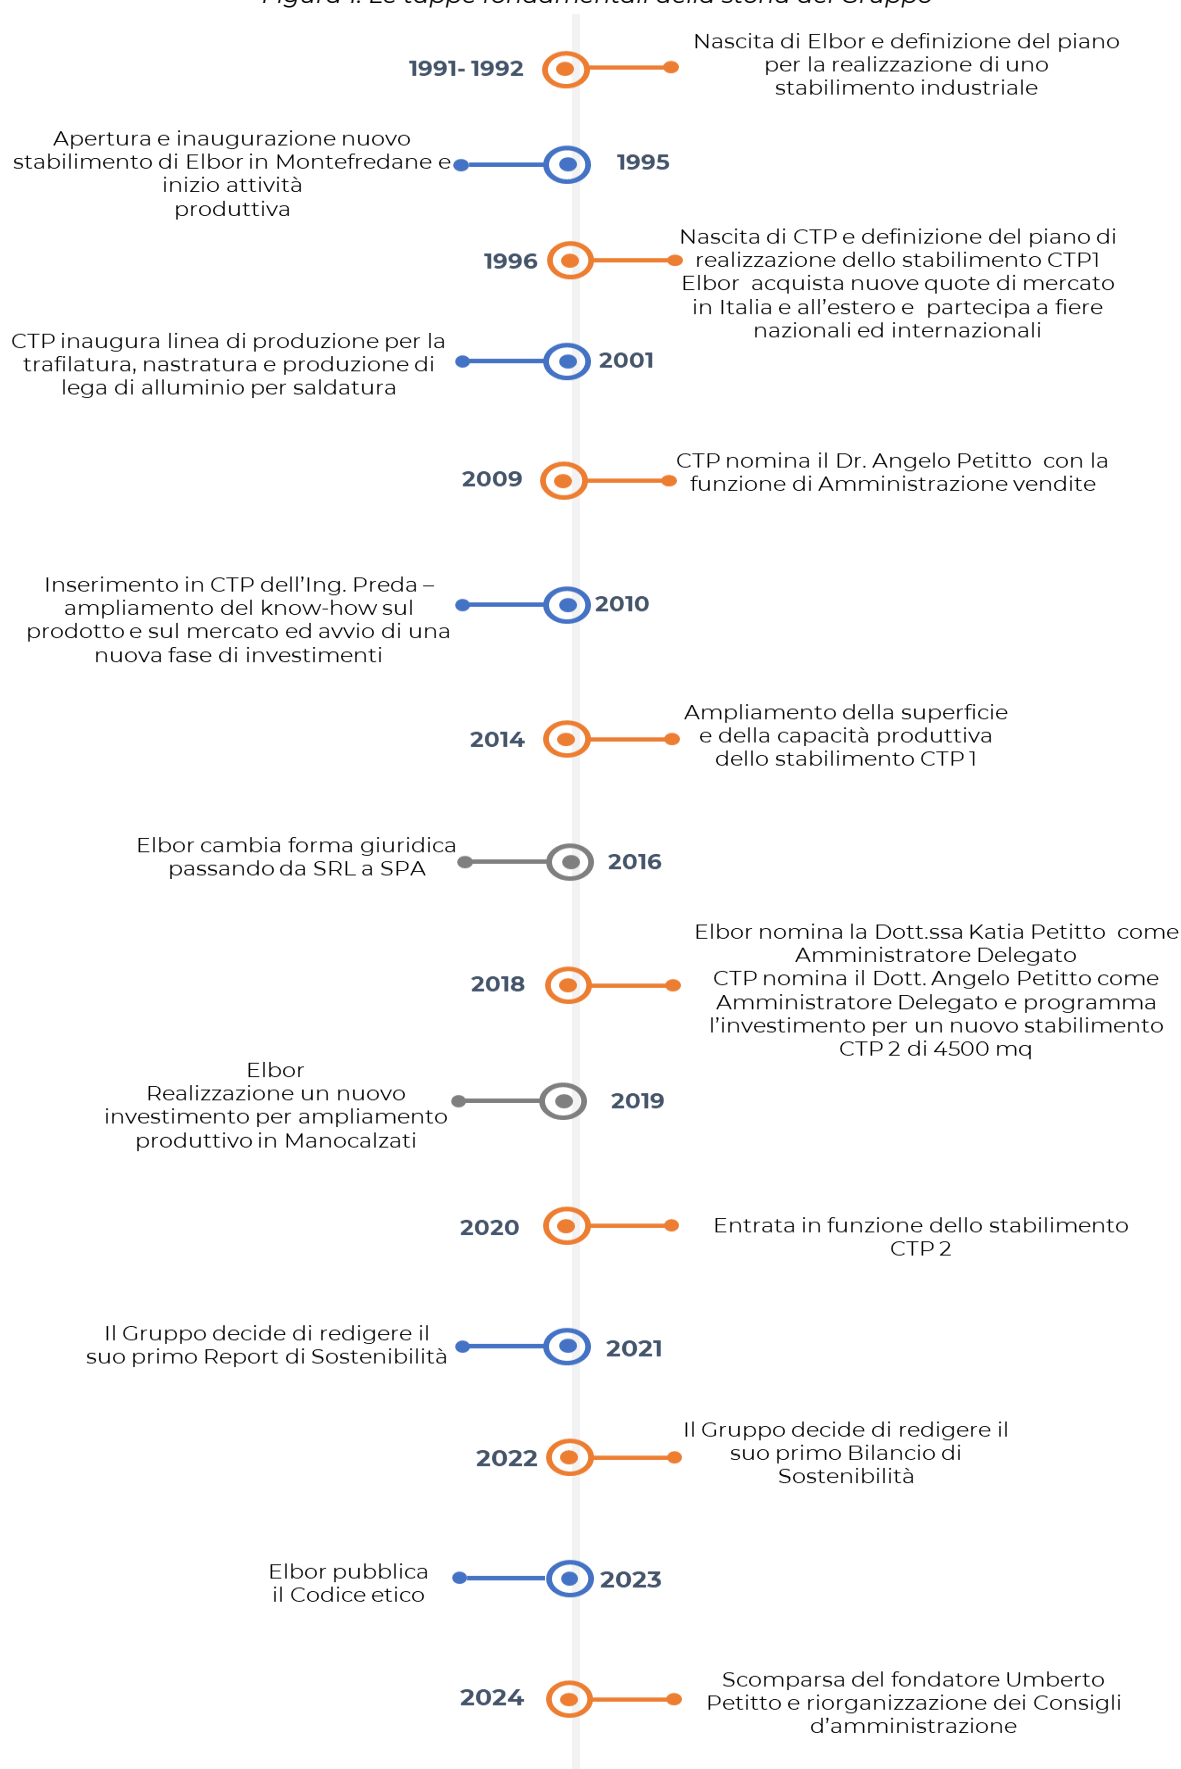 Figura 1: Le tappe fondamentali della storia del Gruppo
1991- 1992
Nascita di Elbor e definizione del piano
per la realizzazione di uno
stabilimento industriale
Apertura e inaugurazione nuovo
stabilimento di Elbor in Montefredane e
inizio attività
produttiva
1995
1996
Nascita di CTP e definizione del piano di
realizzazione dello stabilimento CTP1
Elbor  acquista nuove quote di mercato
in Italia e all’estero e  partecipa a fiere
nazionali ed internazionali
CTP inaugura linea di produzione per la
trafilatura, nastratura e produzione di
lega di alluminio per saldatura
2001
2009
CTP nomina il Dr. Angelo Petitto  con la
funzione di Amministrazione vendite
Inserimento in CTP dell’Ing. Preda –
ampliamento del know-how sul
prodotto e sul mercato ed avvio di una
nuova fase di investimenti
2010
2014
Ampliamento della superficie
e della capacità produttiva
dello stabilimento CTP 1
Elbor cambia forma giuridica
passando da SRL a SPA
2016
2018
Elbor nomina la Dott.ssa Katia Petitto  come
Amministratore Delegato
CTP nomina il Dott. Angelo Petitto come
Amministratore Delegato e programma
l’investimento per un nuovo stabilimento
CTP 2 di 4500 mq
Elbor
Realizzazione un nuovo
investimento per ampliamento
produttivo in Manocalzati
2019
2020
Entrata in funzione dello stabilimento
CTP 2
Il Gruppo decide di redigere il
suo primo Report di Sostenibilità
2021
2022
Il Gruppo decide di redigere il
suo primo Bilancio di
Sostenibilità
Elbor pubblica
il Codice etico
2023
2024
Scomparsa del fondatore Umberto
Petitto e riorganizzazione dei Consigli
d’amministrazione